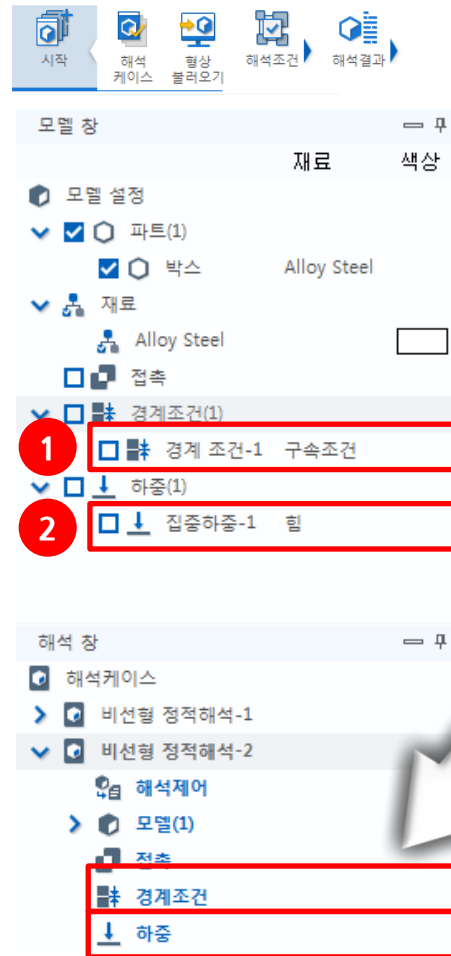 시작
해석
케이스
형상
불러오기
해석조건
해석결과
모델 창
재료 색상
모델 설정
파트(1)
박스 Alloy Steel
재료
Alloy Steel
접촉
경계조건(1)
1 경계 조건-1 구속조건
하중(1)
2 집중하중-1 힘
해석 창
해석케이스
비선형 정적해석-1
비선형 정적해석-2
해석제어
모델(1)
접촉
경계조건
하중